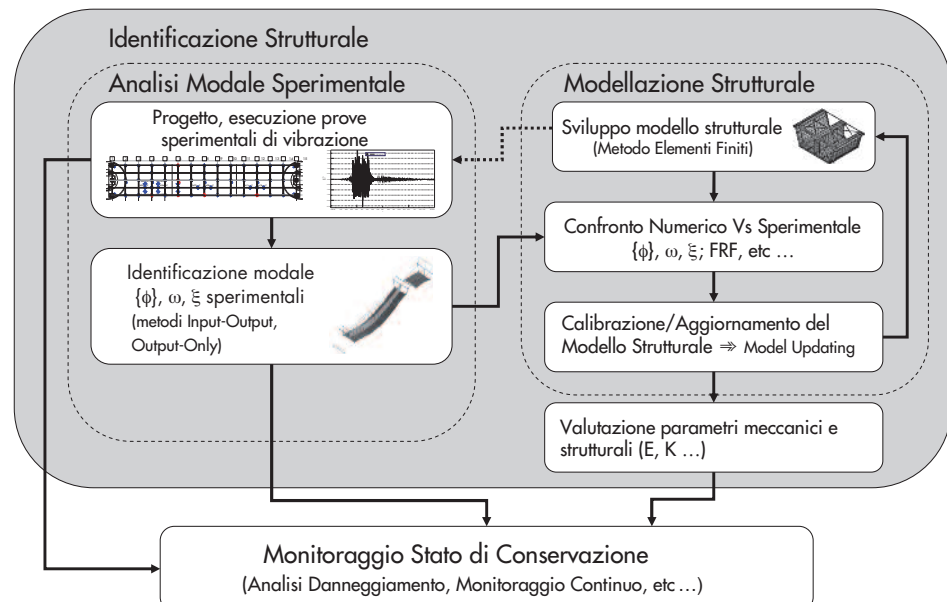 Identificazione Strutturale
Analisi Modale Sperimentale
Progetto, esecuzione prove
sperimentali di vibrazione
Identificazione modale
{ϕ}, ω, ξ sperimentali
(metodi Input-Output,
Output-Only)
Modellazione Strutturale
Sviluppo modello strutturale
(Metodo Elementi Finiti)
Confronto Numerico Vs Sperimentale
{ϕ}, ω, ξ; FRF, etc …
Calibrazione/Aggiornamento del
Modello Strutturale ⇒ Model Updating
Valutazione parametri meccanici e
strutturali (E, K …)
Monitoraggio Stato di Conservazione
(Analisi Danneggiamento, Monitoraggio Continuo, etc …)